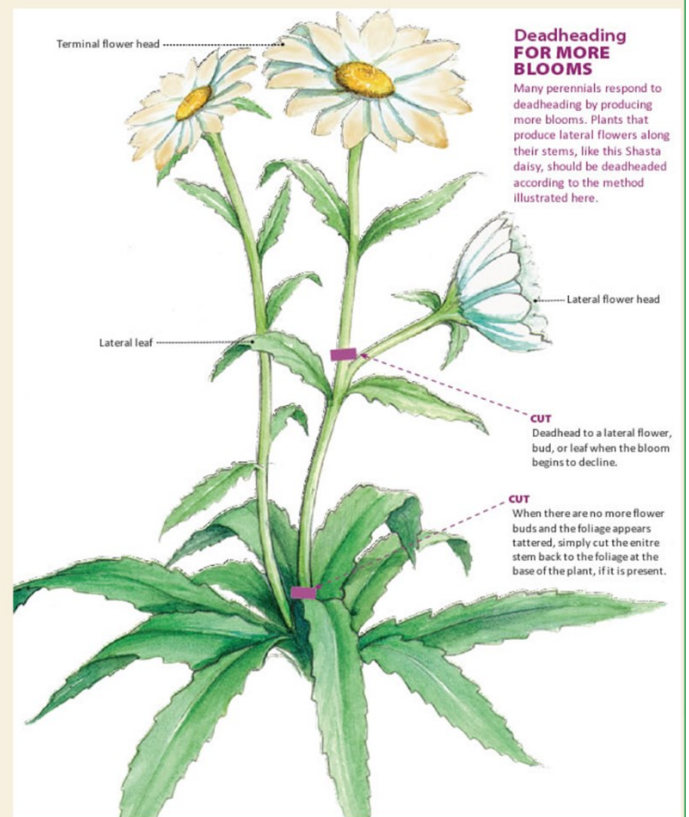 Terminal flower head
Deadheading
FOR MORE
BLOOMS
Many perennials respond to
deadheading by producing
more blooms. Plants that
produce lateral flowers along
their stems, like this Shasta
daisy, should be deadheaded
according to the method
illustrated here.
Lateral flower head
Lateral leaf
CUT
Deadhead to a lateral flower,
bud, or leaf when the bloom
begins to decline.
CUT
When there are no more flower
buds and the foliage appears
tattered, simply cut the enitre
stem back to the foliage at the
base of the plant, if it is present.